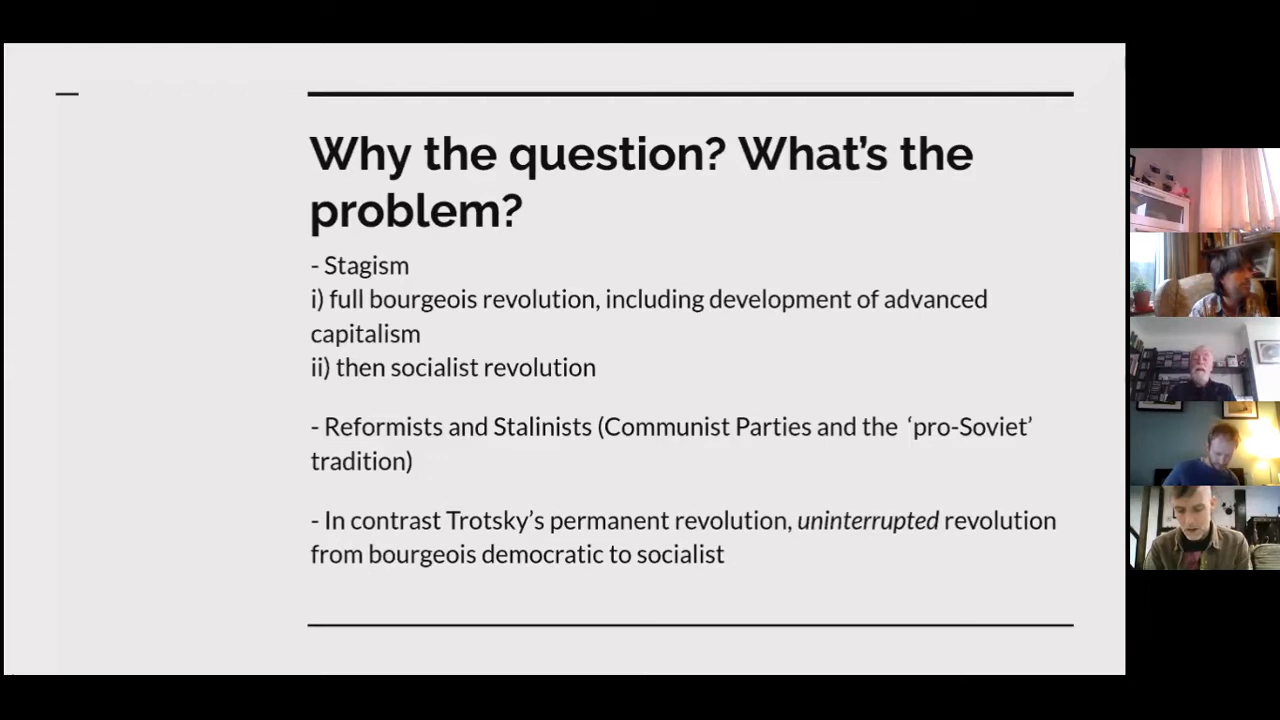 Why the question? What's the
problem?
- Stagism
i) full bourgeois revolution, including development of advanced
capitalism
ii) then socialist revolution
- Reformists and Stalinists (Communist Parties and the ‘pro-Soviet’
tradition)
- In contrast Trotsky’s permanent revolution, uninterrupted revolution
from bourgeois democratic to socialist